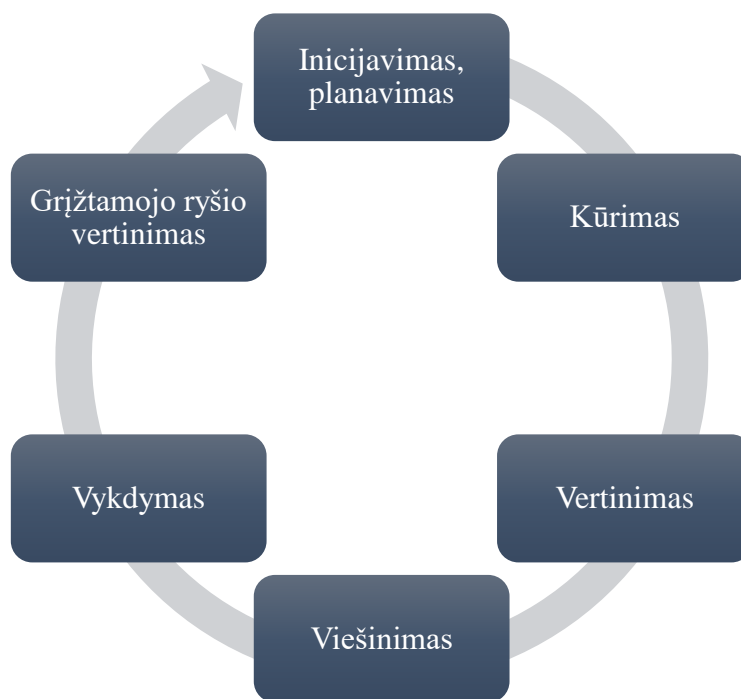 Inicijavimas,
planavimas
Kūrimas
Vertinimas
Viešinimas
Vykdymas
Grįžtamojo ryšio
vertinimas